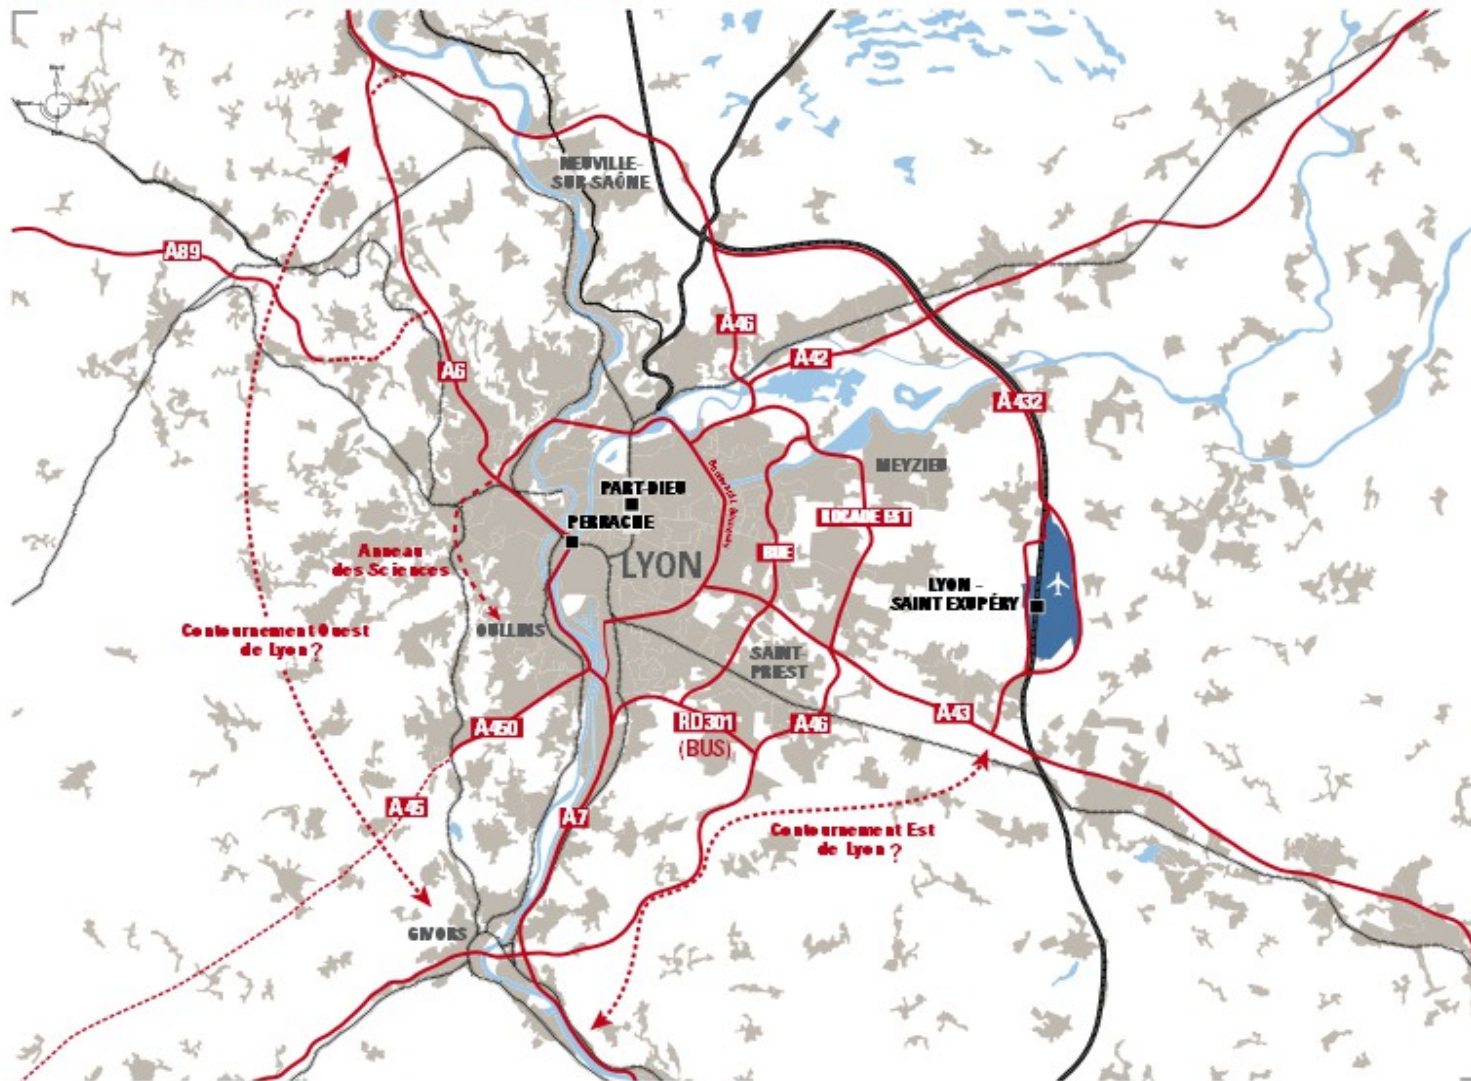 NEUVILLE-
SUR-SAÔNE
A89
A46
A42
A6
A432
MEYZIEU
PART-DIEU
PERRACHE
ROCADE EST
LYON
BUE
Anneau
des Sciences
LYON –
SAINT EXUPÉRY
OULLINS
Contournement Ouest
de Lyon ?
SAINT-
PRIEST
A450
RD301
(BUS)
A46
A43
A45
A7
Contournement Est
de Lyon ?
GIVORS